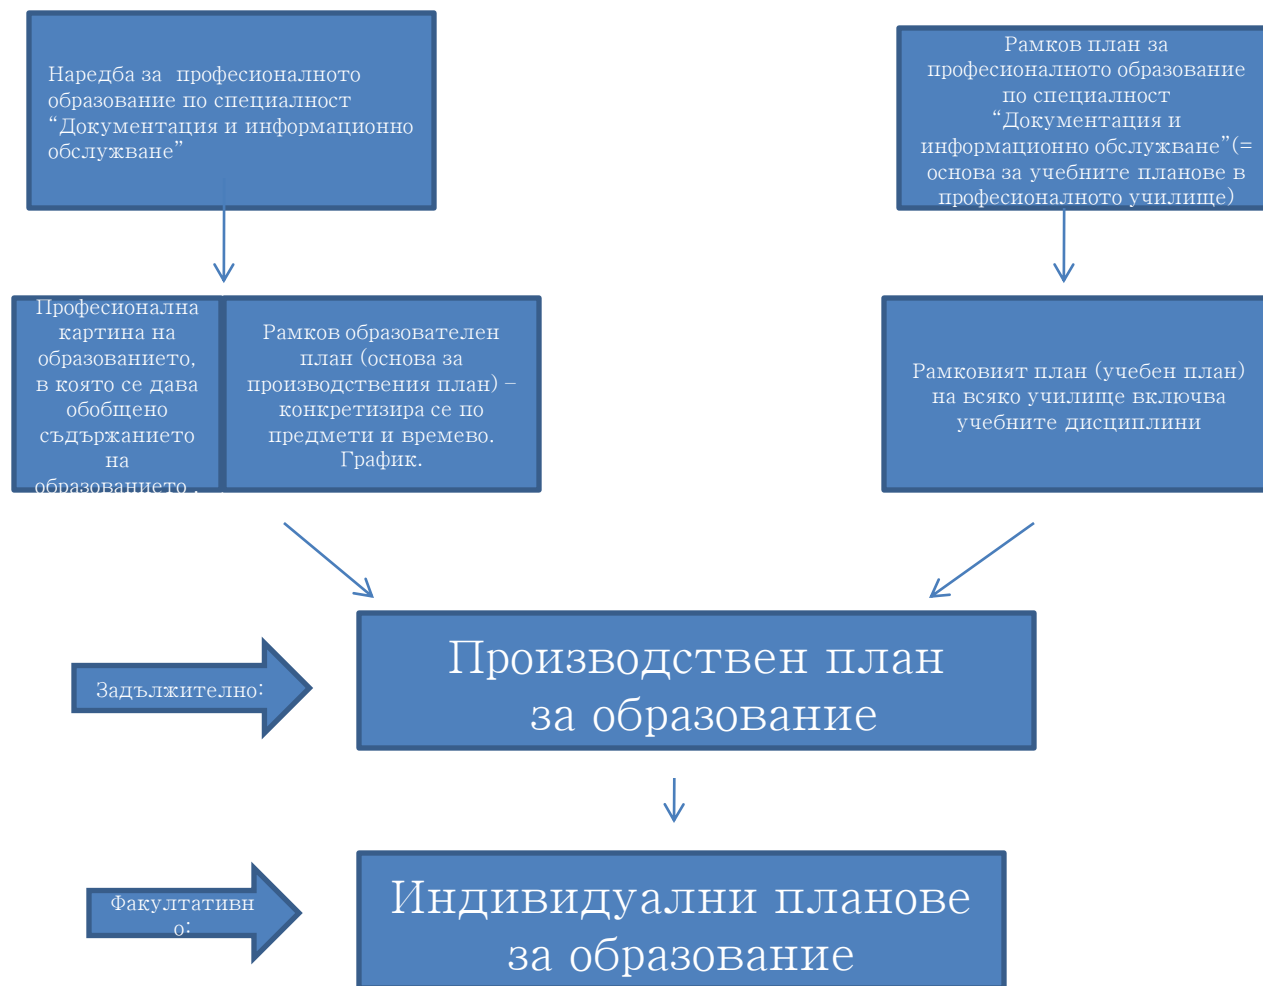 Наредба за професионалното
образование по специалност
“Документация и информационно
обслужване”
Рамков план за
професионалното образование
по специалност
“Документация и
информационно обслужване”(=
основа за учебните планове в
професионалното училище)
Професионална
картина на
образованието,
в която се дава
обобщено
съдържанието
на
образованието .
Рамков образователен
план (основа за
производствения план) –
конкретизира се по
предмети и времево.
График.
Рамковият план (учебен план)
на всяко училище включва
учебните дисциплини
Задължително:
Производствен план
за образование
Факултативн
о:
Индивидуални планове
за образование